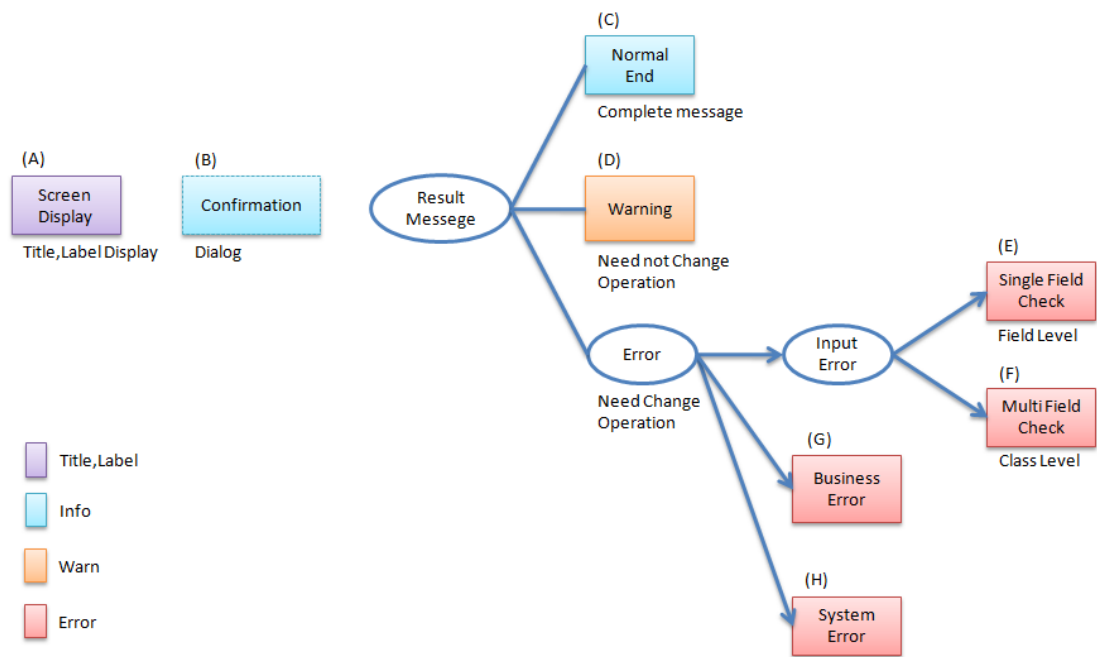 (C)
Normal
End
Complete message
(A)
Screen
Display
Title,Label Display
(B)
Confirmation
Dialog
Result
Messege
(D)
Warning
Need not Change
Operation
Error
Need Change
Operation
Input
Error
(E)
Single Field
Check
Field Level
(F)
Multi Field
Check
Class Level
(G)
Business
Error
(H)
System
Error
Title,Label
Info
Warn
Error